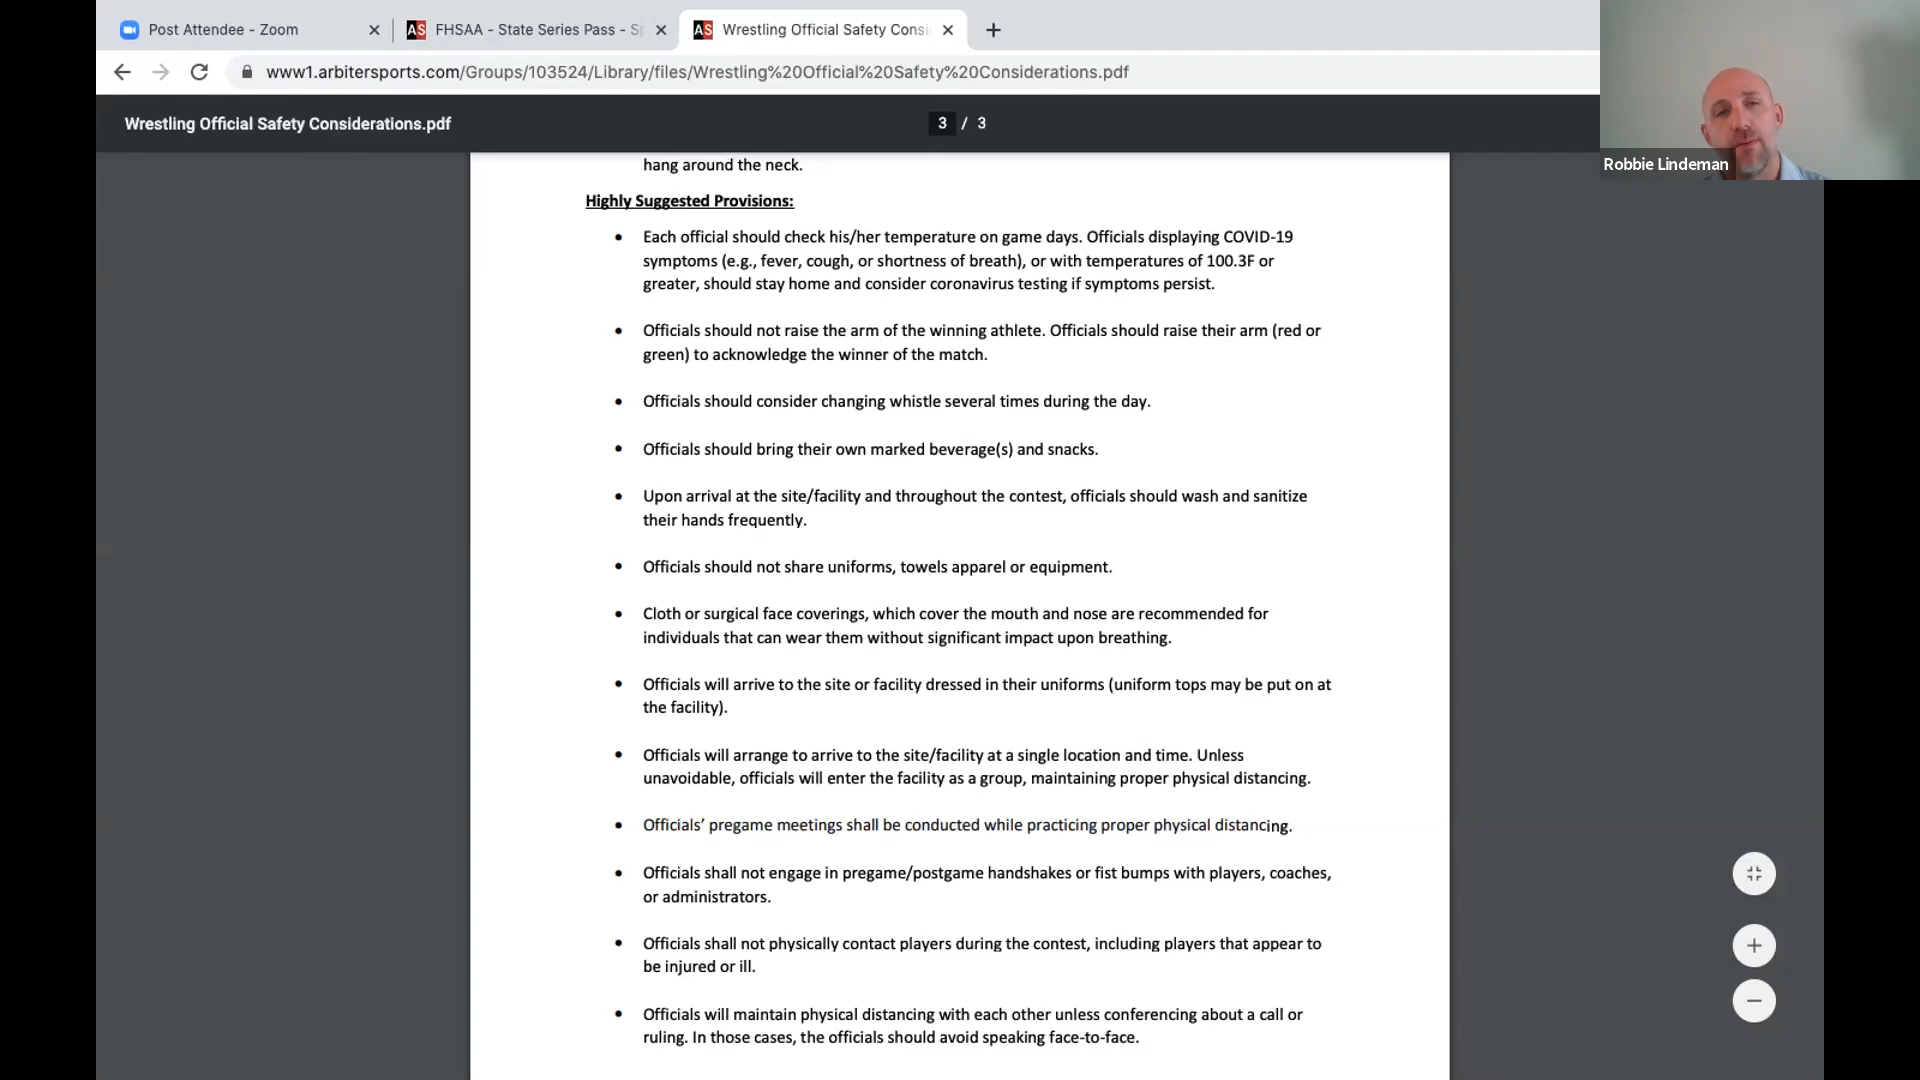 Post Attendee - Zoom
FHSAA - State Series Pass - Sp
Wrestling Official Safety Consi
www1.arbitersports.com/Groups/103524/Library/files/Wrestling%20Official%20Safety%20Considerations.pdf
Wrestling Official Safety Considerations.pdf
3 / 3
Robbie Lindeman
hang around the neck.
Highly Suggested Provisions:
• Each official should check his/her temperature on game days. Officials displaying COVID-19
symptoms (e.g., fever, cough, or shortness of breath), or with temperatures of 100.3F or
greater, should stay home and consider coronavirus testing if symptoms persist.
• Officials should not raise the arm of the winning athlete. Officials should raise their arm (red or
green) to acknowledge the winner of the match.
• Officials should consider changing whistle several times during the day.
• Officials should bring their own marked beverage(s) and snacks.
• Upon arrival at the site/facility and throughout the contest, officials should wash and sanitize
their hands frequently.
• Officials should not share uniforms, towels apparel or equipment.
• Cloth or surgical face coverings, which cover the mouth and nose are recommended for
individuals that can wear them without significant impact upon breathing.
• Officials will arrive to the site or facility dressed in their uniforms (uniform tops may be put on at
the facility).
• Officials will arrange to arrive to the site/facility at a single location and time. Unless
unavoidable, officials will enter the facility as a group, maintaining proper physical distancing.
• Officials’ pregame meetings shall be conducted while practicing proper physical distancing.
• Officials shall not engage in pregame/postgame handshakes or fist bumps with players, coaches,
or administrators.
• Officials shall not physically contact players during the contest, including players that appear to
be injured or ill.
• Officials will maintain physical distancing with each other unless conferencing about a call or
ruling. In those cases, the officials should avoid speaking face-to-face.